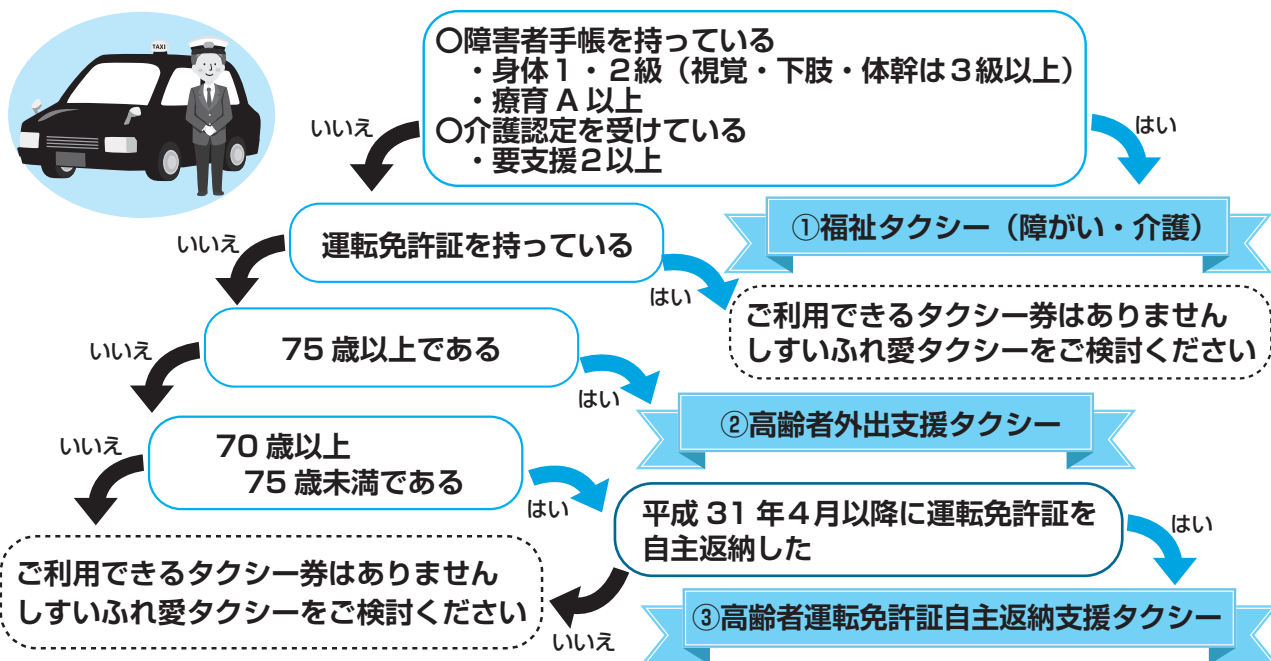 TAXI
〇障害者手帳を持っている
・身体１・２級（視覚・下肢・体幹は３級以上）
・療育 A 以上
〇介護認定を受けている
・要支援２以上
いいえ
はい
①福祉タクシー（障がい・介護）
運転免許証を持っている
いいえ
はい
ご利用できるタクシー券はありません
しすいふれ愛タクシーをご検討ください
75 歳以上である
いいえ
はい
②高齢者外出支援タクシー
70 歳以上
75 歳未満である
いいえ
はい
平成 31 年４月以降に運転免許証を
自主返納した
はい
いいえ
③高齢者運転免許証自主返納支援タクシー
ご利用できるタクシー券はありません
しすいふれ愛タクシーをご検討ください